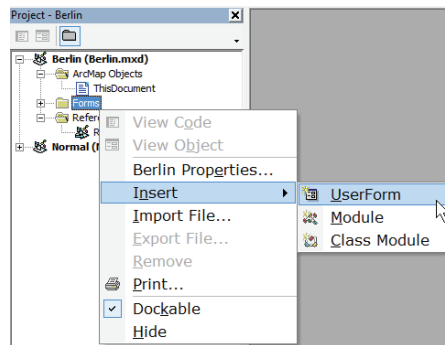 Project - Berlin
Berlin (Berlin.mxd)
ArcMap Objects
ThisDocument
Forms
Refere
R
Normal (
View Code
View Object
Berlin Properties...
Insert
UserForm
Import File...
Module
Export File...
Class Module
Remove
Print...
Dockable
Hide